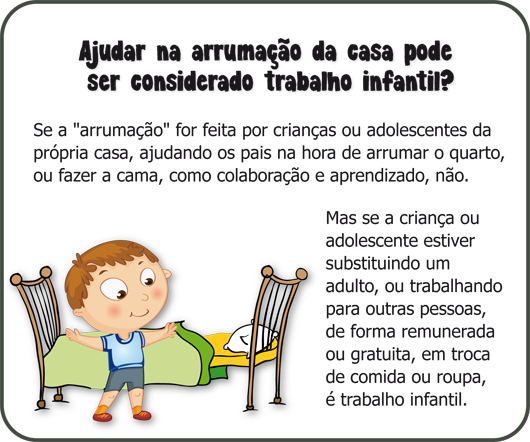 Ajudar na arrumação da casa pode
ser considerado trabalho infantil?
Se a "arrumação" for feita por crianças ou adolescentes da
própria casa, ajudando os pais na hora de arrumar o quarto,
ou fazer a cama, como colaboração e aprendizado, não.
Mas se a criança ou
adolescente estiver
substituindo um
adulto, ou trabalhando
para outras pessoas,
de forma remunerada
ou gratuita, em troca
de comida ou roupa,
é trabalho infantil.